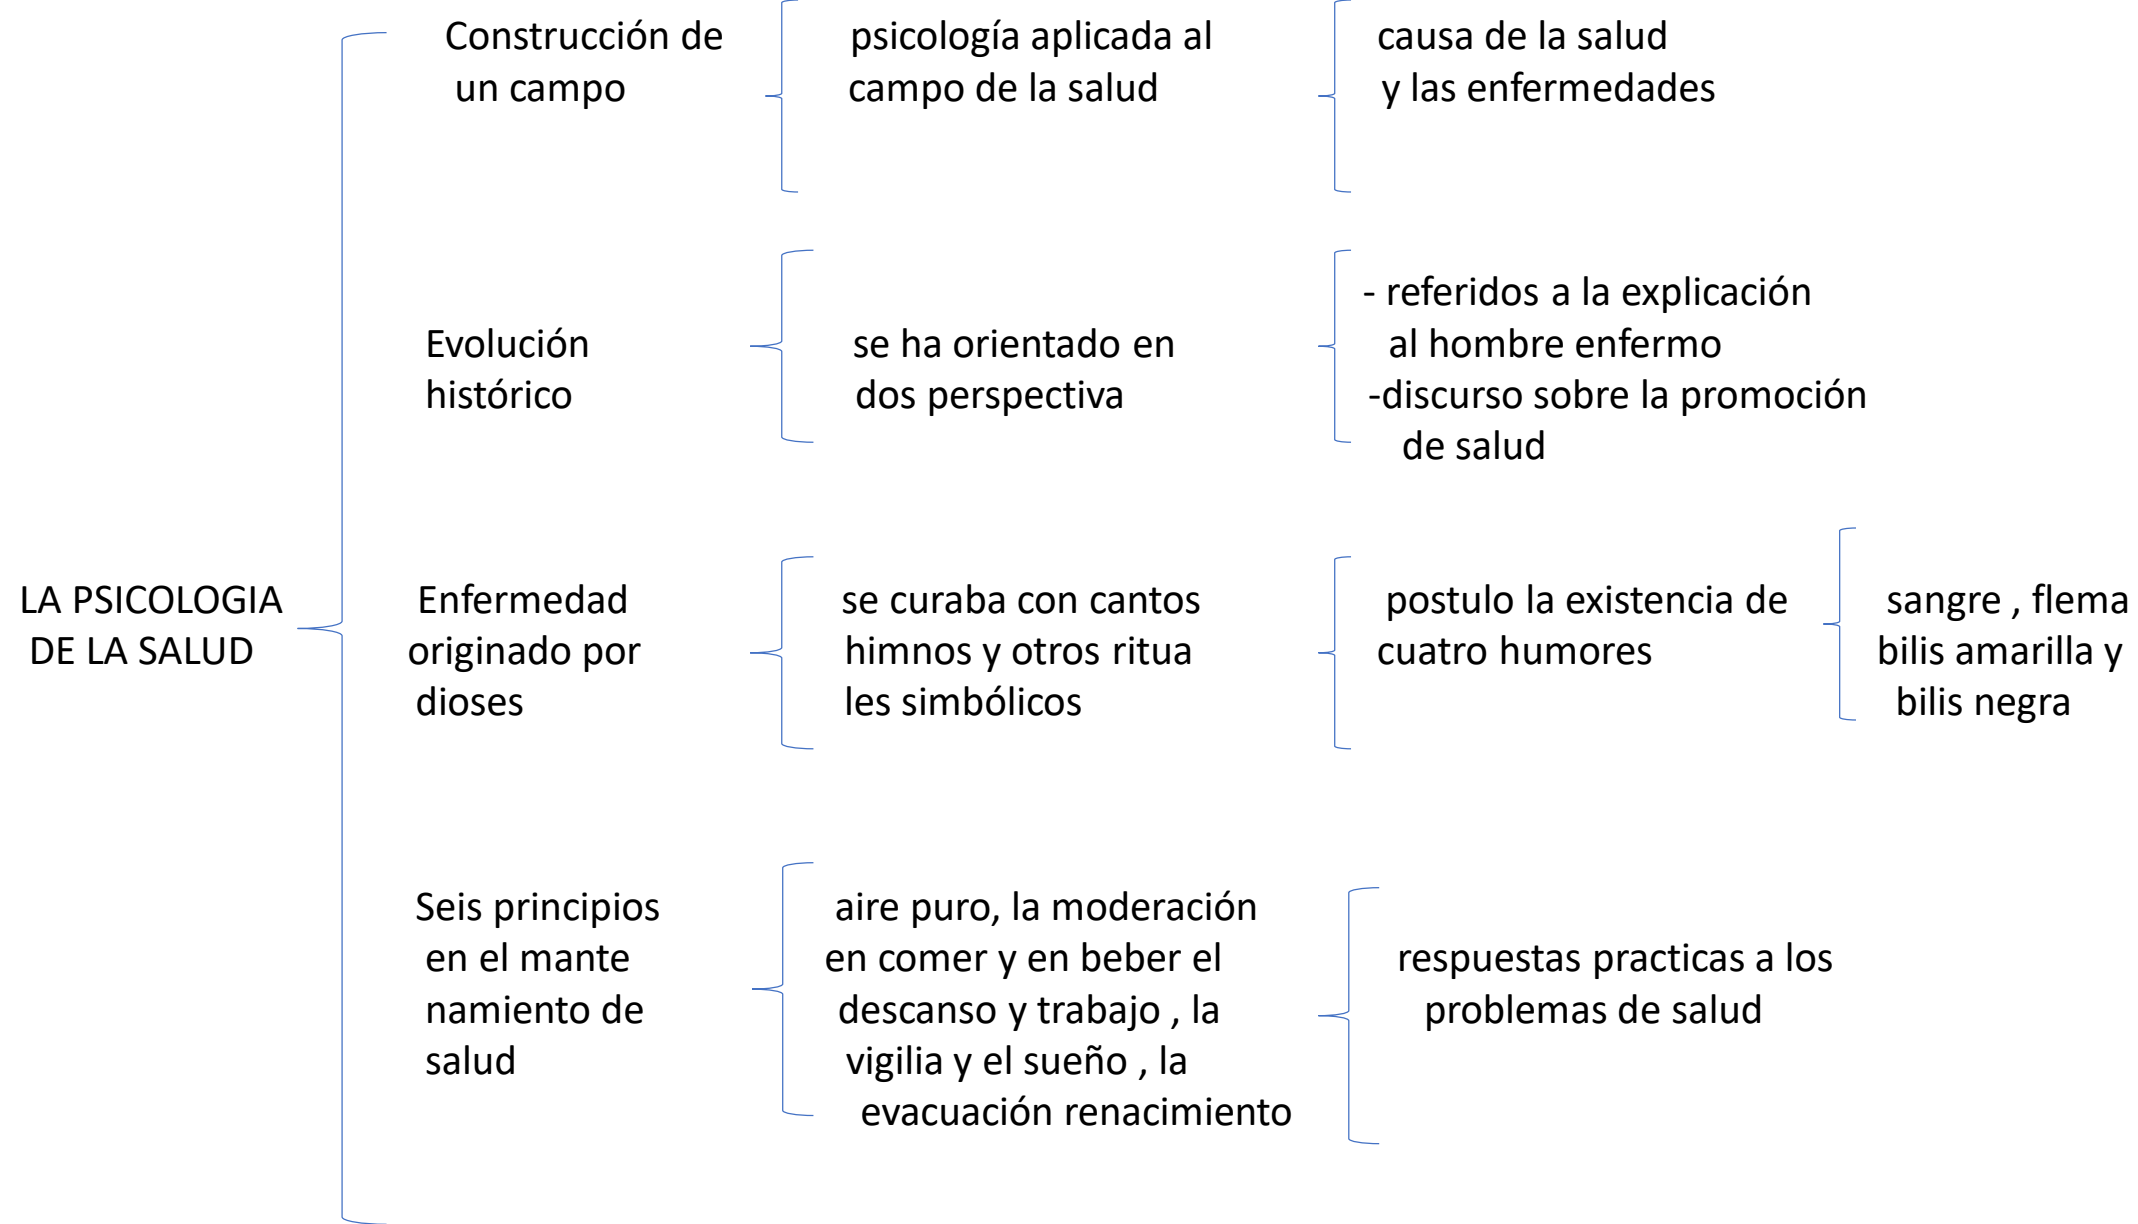 Construcción de
un campo
psicología aplicada al
campo de la salud
causa de la salud
y las enfermedades
Evolución
histórico
se ha orientado en
dos perspectiva
- referidos a la explicación
al hombre enfermo
-discurso sobre la promoción
de salud
LA PSICOLOGIA
DE LA SALUD
Enfermedad
originado por
dioses
se curaba con cantos
himnos y otros ritua
les simbólicos
postulo la existencia de
cuatro humores
sangre , flema
bilis amarilla y
bilis negra
Seis principios
en el mante
namiento de
salud
aire puro, la moderación
en comer y en beber el
descanso y trabajo , la
vigilia y el sueño , la
evacuación renacimiento
respuestas practicas a los
problemas de salud